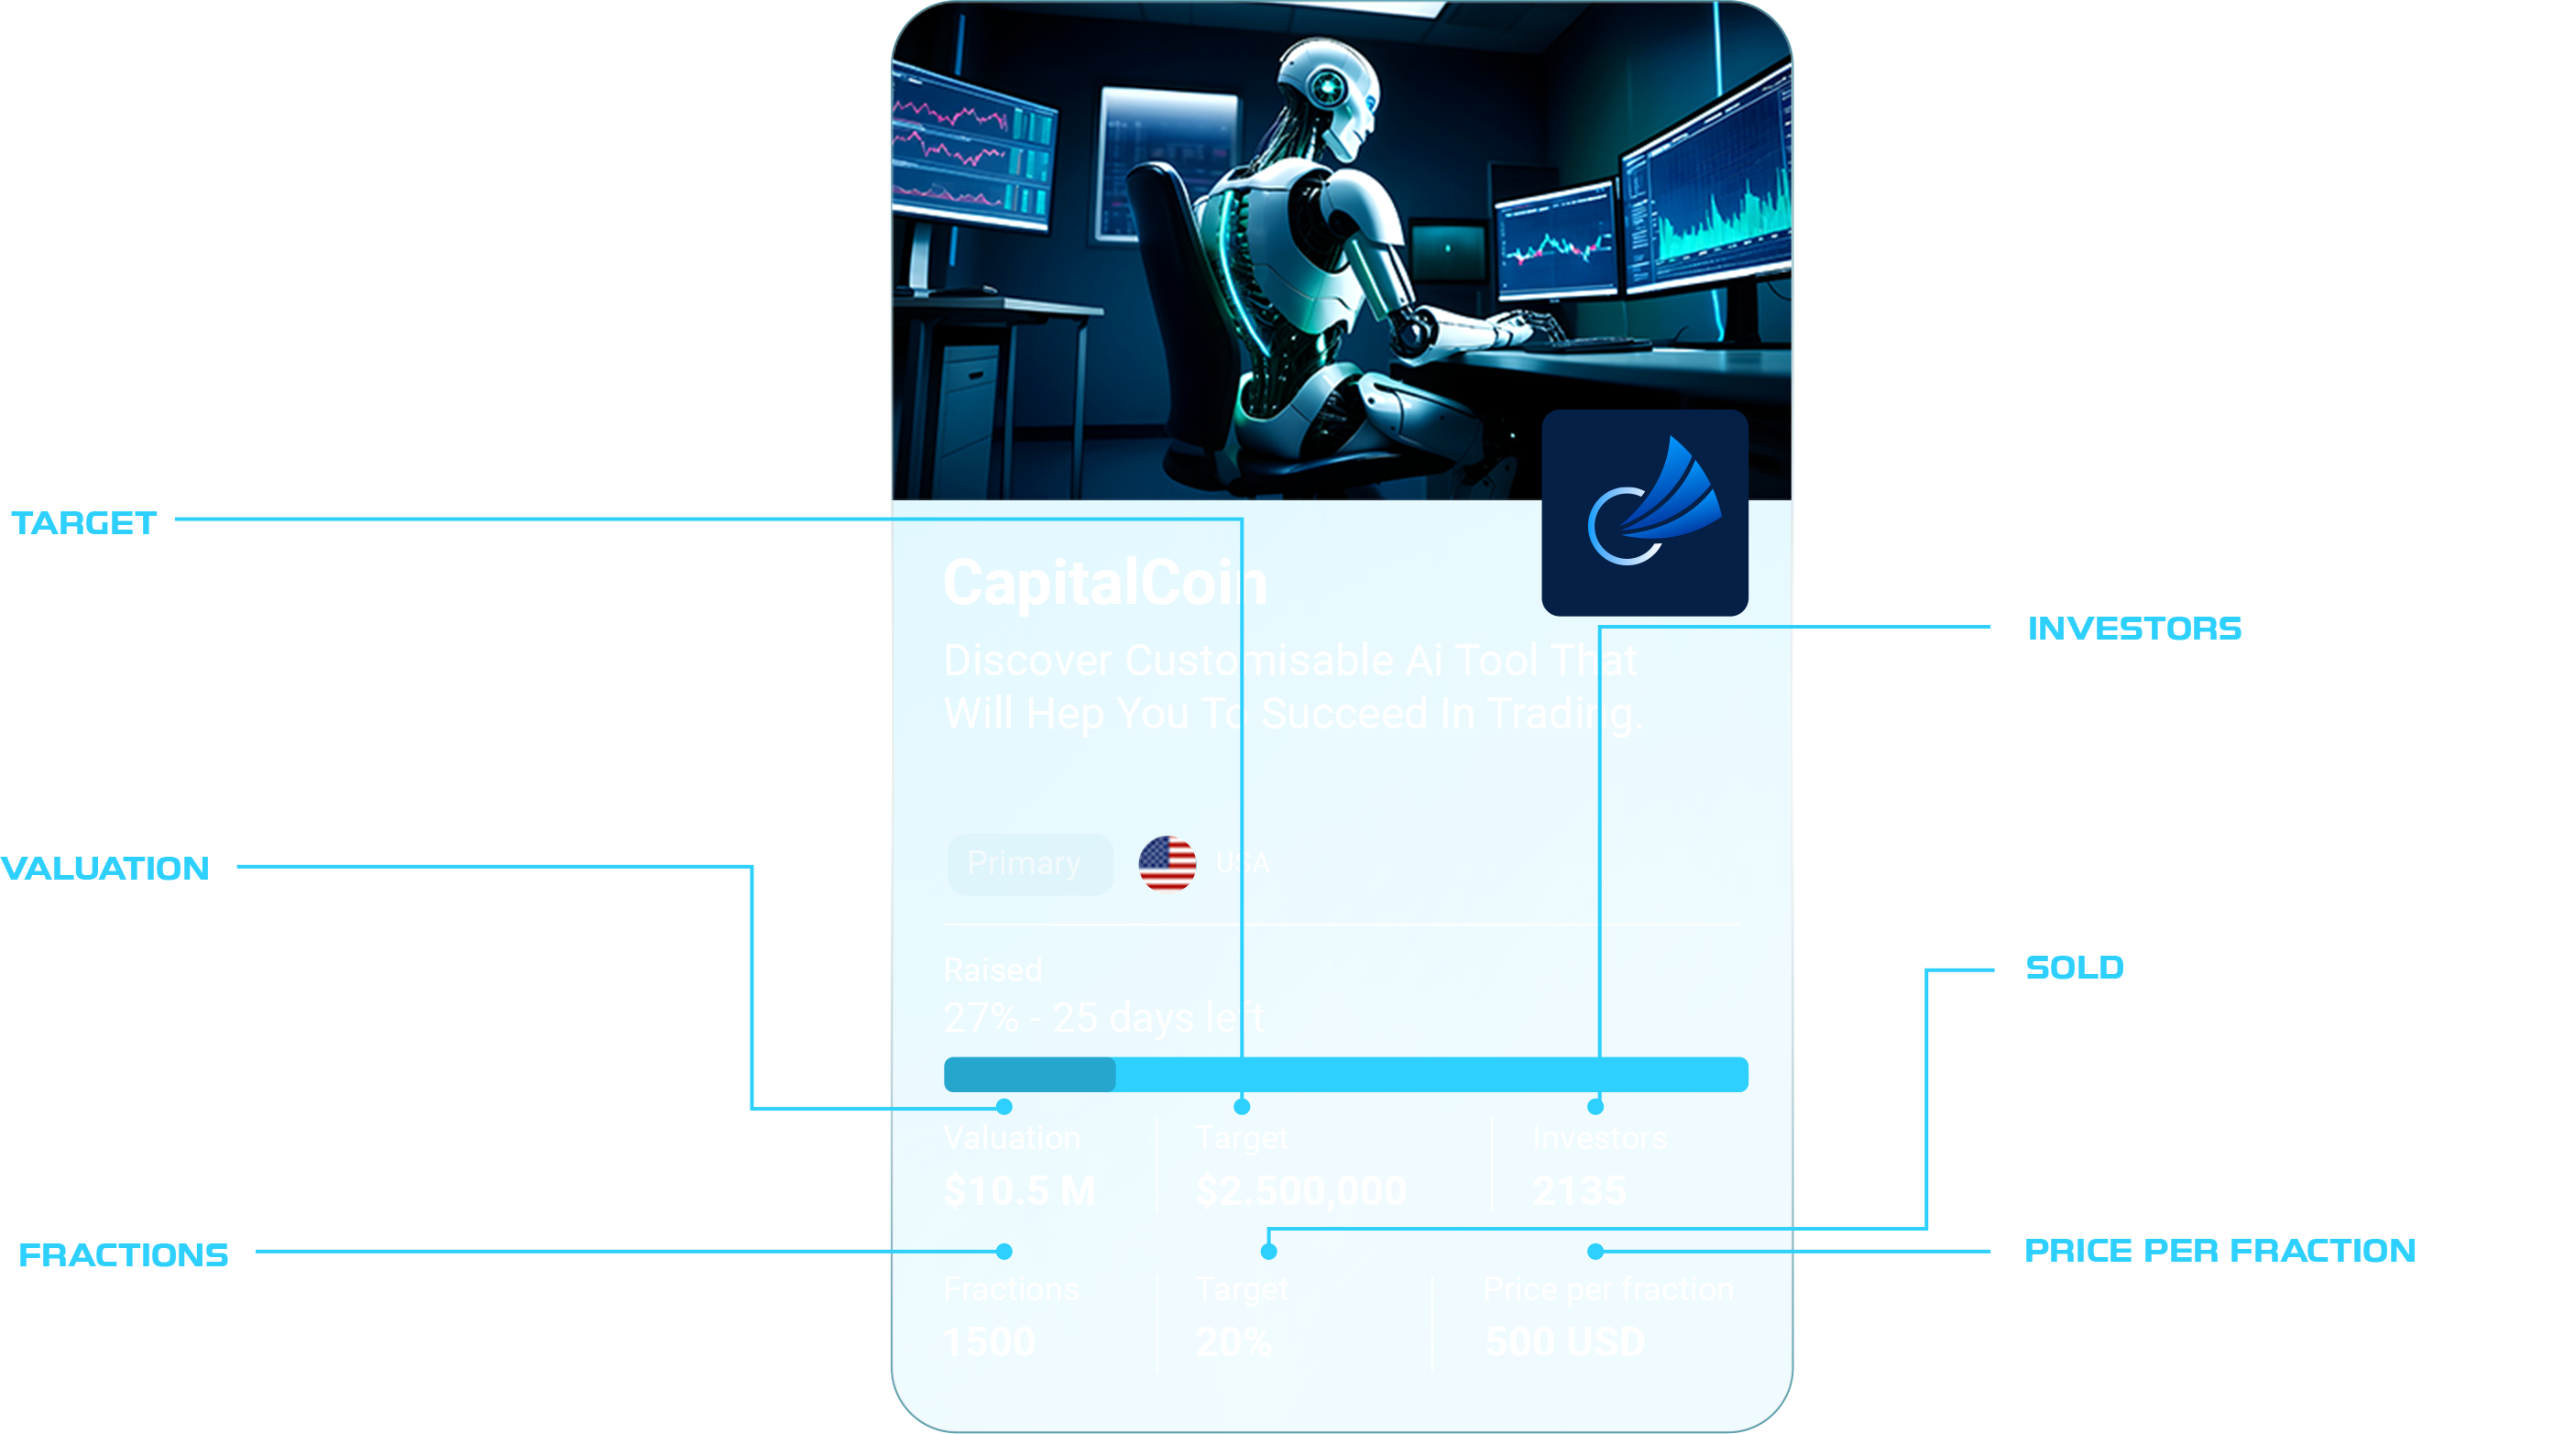 TARGET
CapitalCoin
INVESTORS
Discover Customisable Ai Tool That
Will Hep You To Succeed In Trading.
VALUATION
Primary
USA
Raised
SOLD
27% - 25 days left
Valuation
Target
Investors
$10.5 M
$2.500,000
2135
FRACTIONS
PRICE PER FRACTION
Fractions
Target
Price per fraction
1500
20%
500 USD